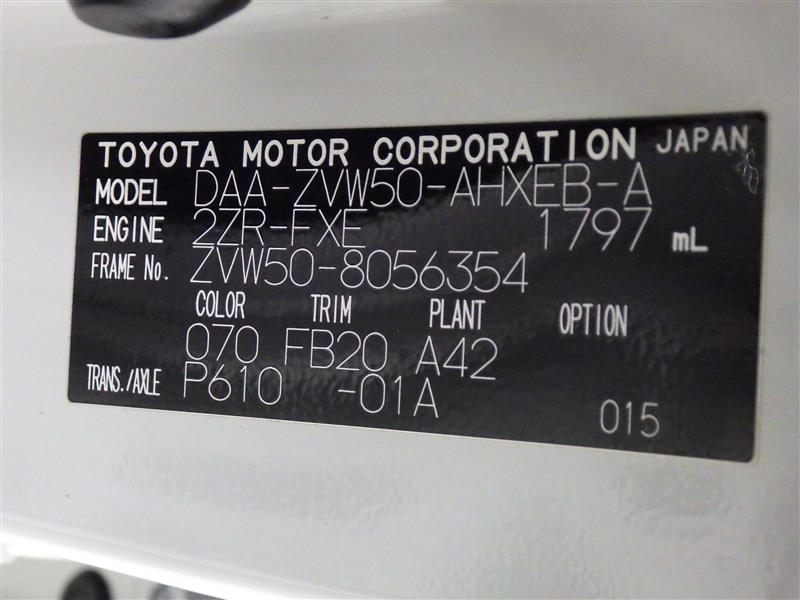 TOYOTA MOTOR CORPORATION JAPAN
MODEL DAA-ZVW50-AHXEB-A
ENGINE 2ZR-FXE 1797 mL
FRAME No. ZVW50-8056354
COLOR TRIM PLANT OPTION
070 FB20 A42
TRANS./AXLE P610 -01A
015